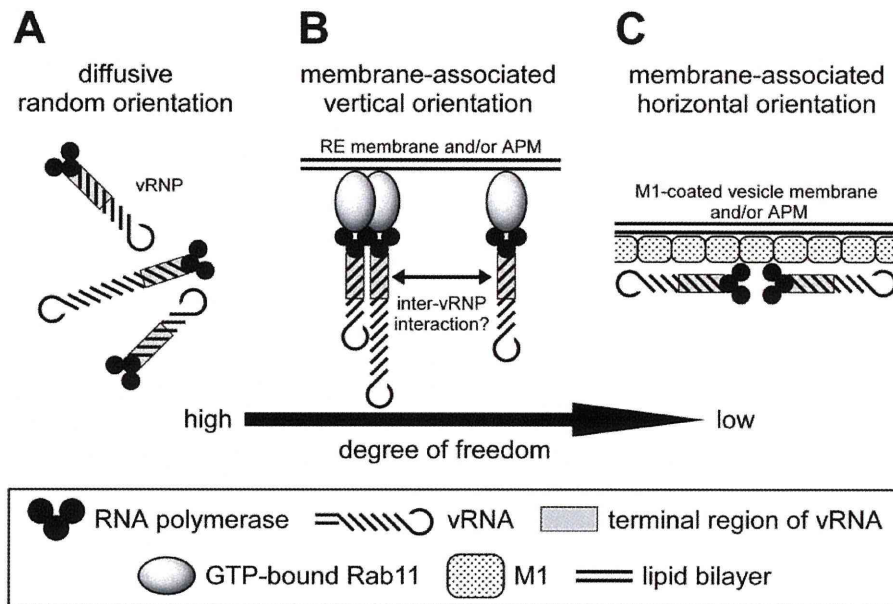 A
diffusive
random orientation
vRNP
B
membrane-associated
vertical orientation
RE membrane and/or APM
inter-vRNP
interaction?
C
membrane-associated
horizontal orientation
M1-coated vesicle membrane
and/or APM
high
low
degree of freedom
RNA polymerase
vRNA
terminal region of vRNA
GTP-bound Rab11
M1
lipid bilayer